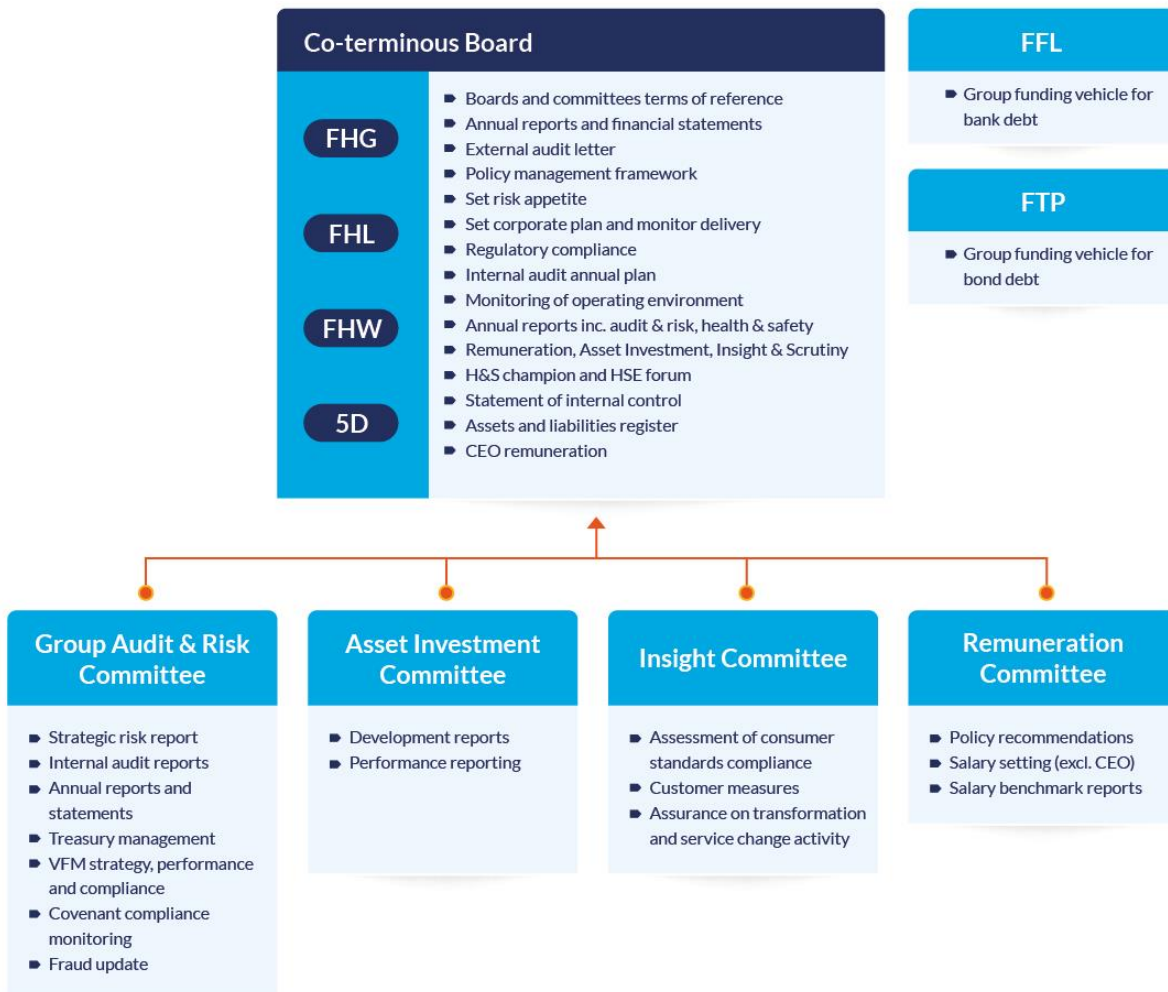 Co-terminous Board
FHG
FHL
FHW
5D
Boards and committees terms of reference
Annual reports and financial statements
External audit letter
Policy management framework
Set risk appetite
Set corporate plan and monitor delivery
Regulatory compliance
Internal audit annual plan
Monitoring of operating environment
Annual reports inc. audit & risk, health & safety
Remuneration, Asset Investment, Insight & Scrutiny
H&S champion and HSE forum
Statement of internal control
Assets and liabilities register
CEO remuneration
FFL
Group funding vehicle for
bank debt
FTP
Group funding vehicle for
bond debt
Group Audit & Risk
Committee
Strategic risk report
Internal audit reports
Annual reports and
statements
Treasury management
VFM strategy, performance
and compliance
Covenant compliance
monitoring
Fraud update
Asset Investment
Committee
Development reports
Performance reporting
Insight Committee
Assessment of consumer
standards compliance
Customer measures
Assurance on transformation
and service change activity
Remuneration
Committee
Policy recommendations
Salary setting (excl. CEO)
Salary benchmark reports